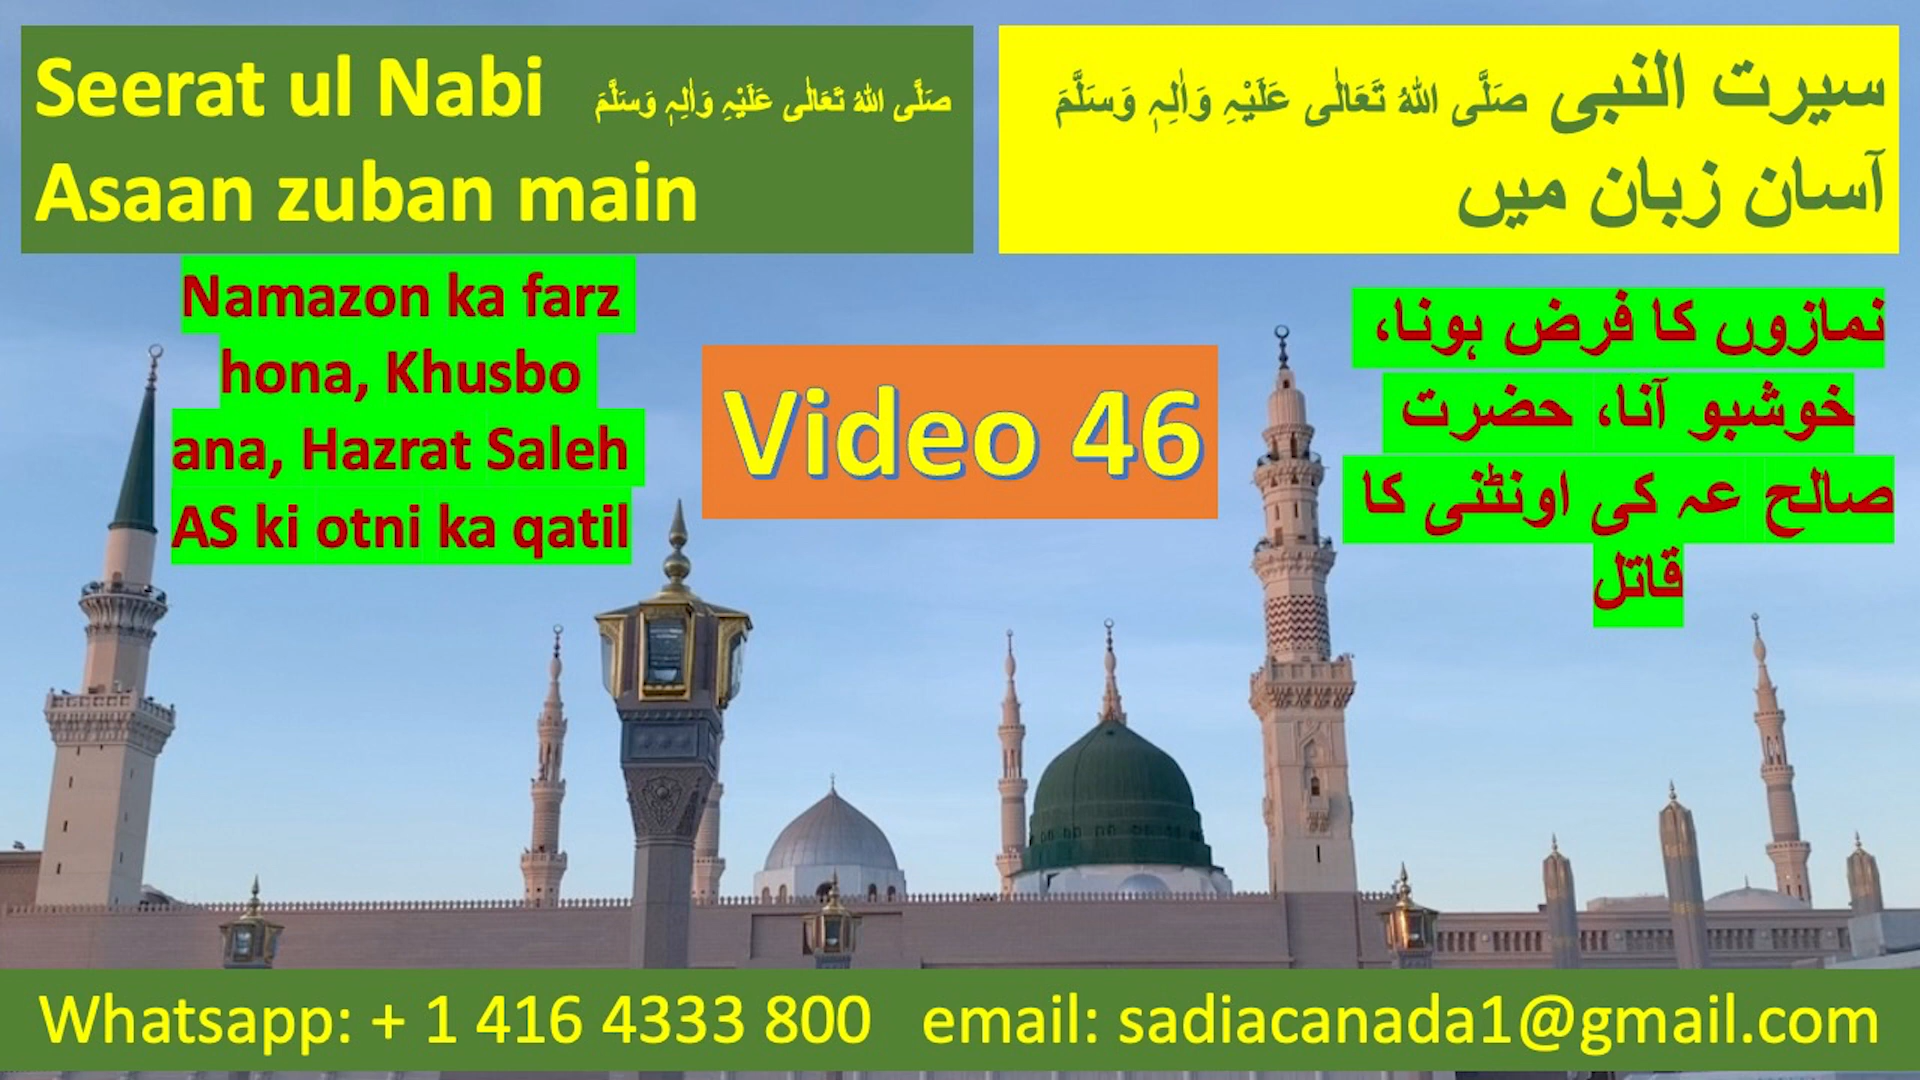 Seerat ul Nabi صَلَّی اللهُ تَعَالٰی عَلَیْہِ وَاٰلِہٖ وَسَلَّمَ
Asaan zuban main
سیرت النبی صَلَّی اللهُ تَعَالٰی عَلَیْہِ وَاٰلِہٖ وَسَلَّمَ
آسان زبان میں
Namazon ka farz
hona, Khusbo
ana, Hazrat Saleh
AS ki otni ka qatil
Video 46
نمازوں کا فرض ہونا،
خوشبو آنا، حضرت
صالح عہ کی اونٹنی کا
قاتل
Whatsapp: + 1 416 4333 800 email: sadiacanada1@gmail.com